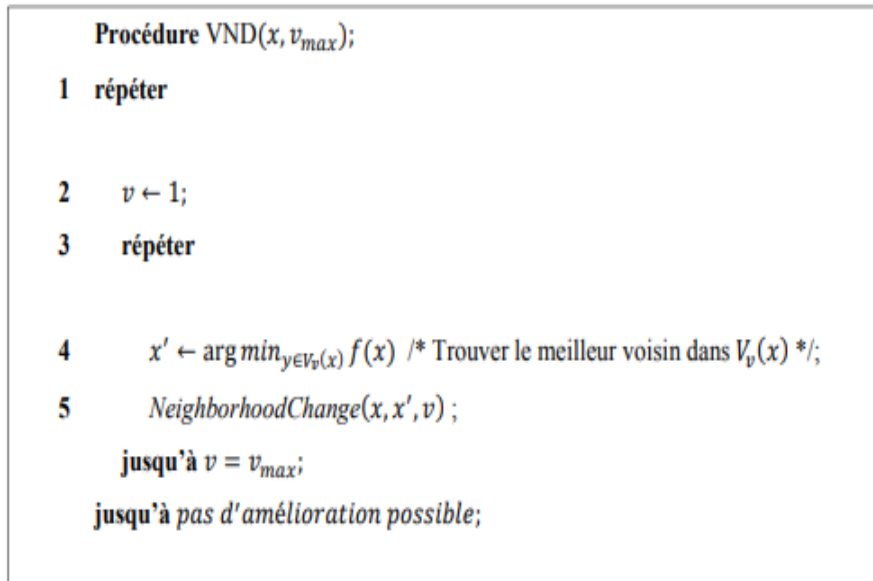 Procédure VND(x, v_max);
1 répéter
2 v ← 1;
3 répéter
4 x′ ← arg min_{y∈V_v(x)} f(x) /* Trouver le meilleur voisin dans V_v(x) */;
5 NeighborhoodChange(x, x′, v) ;
jusqu'à v = v_max;
jusqu'à pas d'amélioration possible;